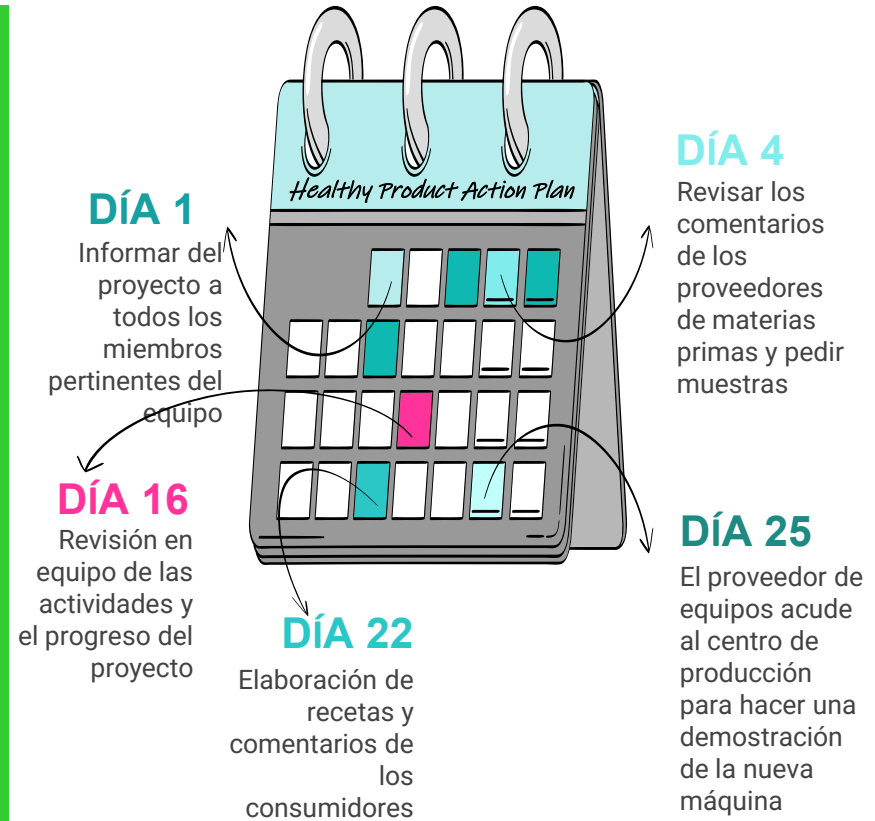 Healthy Product Action Plan
DÍA 1
Informar del
proyecto a
todos los
miembros
pertinentes del
equipo
DÍA 4
Revisar los
comentarios
de los
proveedores
de materias
primas y pedir
muestras
DÍA 16
Revisión en
equipo de las
actividades y
el progreso del
proyecto
DÍA 22
Elaboración de
recetas y
comentarios de
los
consumidores
DÍA 25
El proveedor de
equipos acude
al centro de
producción
para hacer una
demostración
de la nueva
máquina